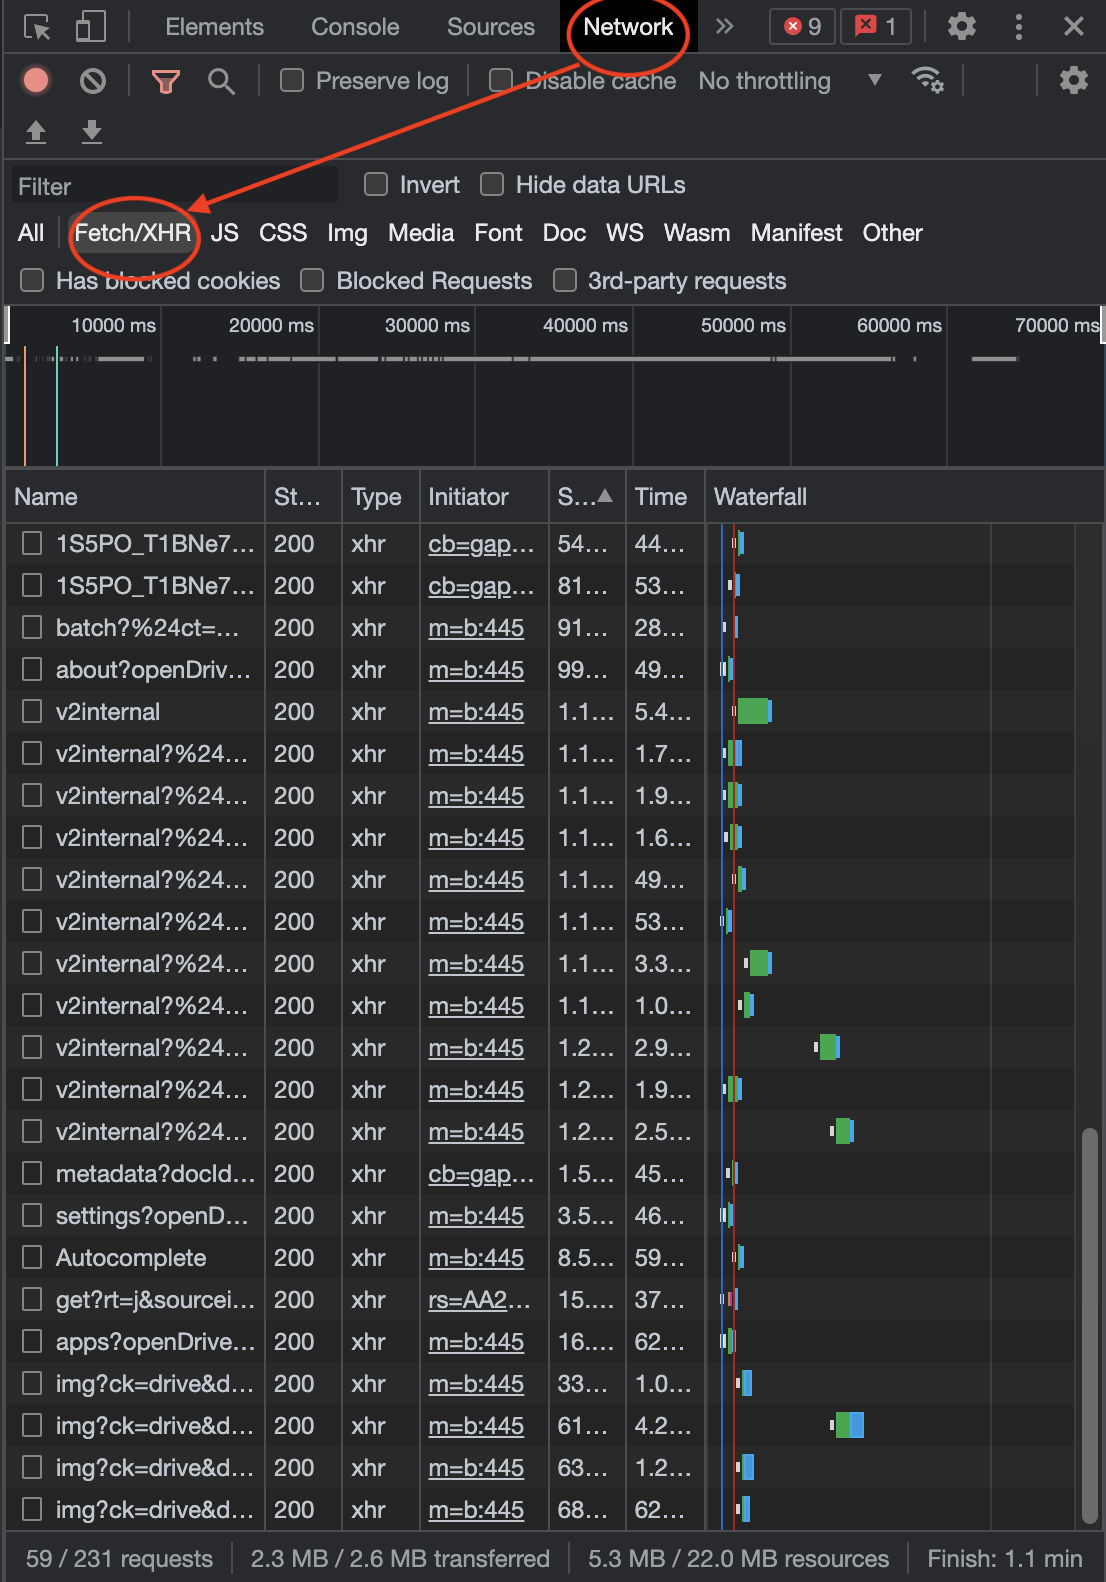 Elements Console Sources Network » 9 1
Preserve log Disable cache No throttling
Filter Invert Hide data URLs
All Fetch/XHR JS CSS Img Media Font Doc WS Wasm Manifest Other
Has blocked cookies Blocked Requests 3rd-party requests
10000 ms 20000 ms 30000 ms 40000 ms 50000 ms 60000 ms 70000 ms
Name St... Type Initiator S... Time Waterfall
1S5PO_T1BNe7... 200 xhr cb=gap... 54... 44...
1S5PO_T1BNe7... 200 xhr cb=gap... 81... 53...
batch?%24ct=... 200 xhr m=b:445 91... 28...
about?openDriv... 200 xhr m=b:445 99... 49...
v2internal 200 xhr m=b:445 1.1... 5.4...
v2internal?%24... 200 xhr m=b:445 1.1... 1.7...
v2internal?%24... 200 xhr m=b:445 1.1... 1.9...
v2internal?%24... 200 xhr m=b:445 1.1... 1.6...
v2internal?%24... 200 xhr m=b:445 1.1... 49...
v2internal?%24... 200 xhr m=b:445 1.1... 53...
v2internal?%24... 200 xhr m=b:445 1.1... 3.3...
v2internal?%24... 200 xhr m=b:445 1.1... 1.0...
v2internal?%24... 200 xhr m=b:445 1.2... 2.9...
v2internal?%24... 200 xhr m=b:445 1.2... 1.9...
v2internal?%24... 200 xhr m=b:445 1.2... 2.5...
metadata?docId... 200 xhr cb=gap... 1.5... 45...
settings?openD... 200 xhr m=b:445 3.5... 46...
Autocomplete 200 xhr m=b:445 8.5... 59...
get?rt=j&sourcei... 200 xhr rs=AA2... 15.... 37...
apps?openDrive... 200 xhr m=b:445 16.... 62...
img?ck=drive&d... 200 xhr m=b:445 33... 1.0...
img?ck=drive&d... 200 xhr m=b:445 61... 4.2...
img?ck=drive&d... 200 xhr m=b:445 63... 1.2...
img?ck=drive&d... 200 xhr m=b:445 68... 62...
59 / 231 requests 2.3 MB / 2.6 MB transferred 5.3 MB / 22.0 MB resources Finish: 1.1 min